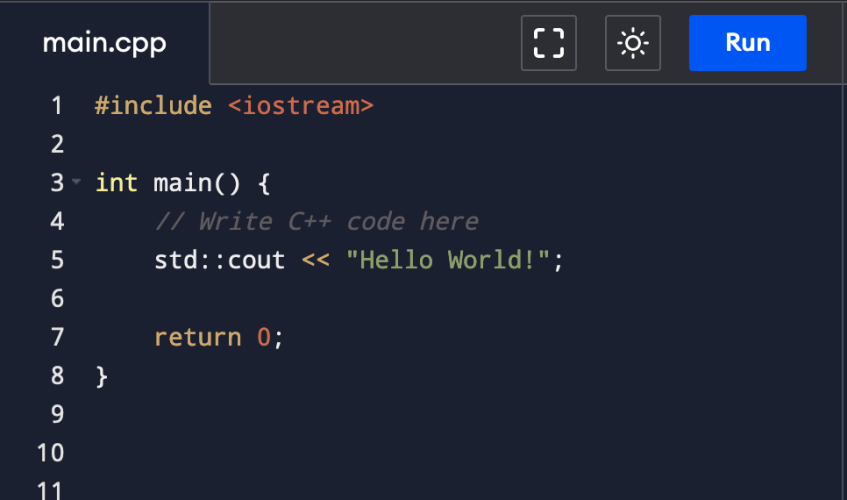 main.cpp
Run
1 #include <iostream>
2
3 int main() {
4     // Write C++ code here
5     std::cout << "Hello World!";
6
7     return 0;
8 }
9
10
11